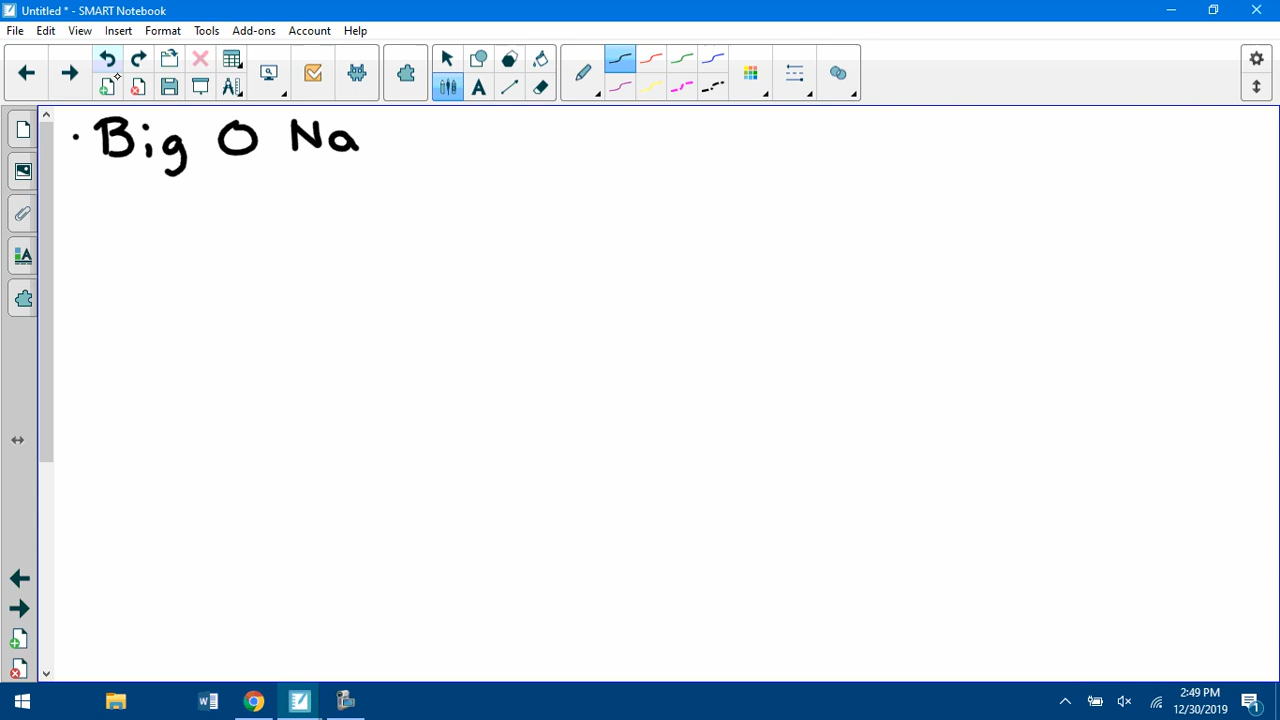 Untitled * - SMART Notebook
File Edit View Insert Format Tools Add-ons Account Help
· Big O Na
2:49 PM
12/30/2019
1